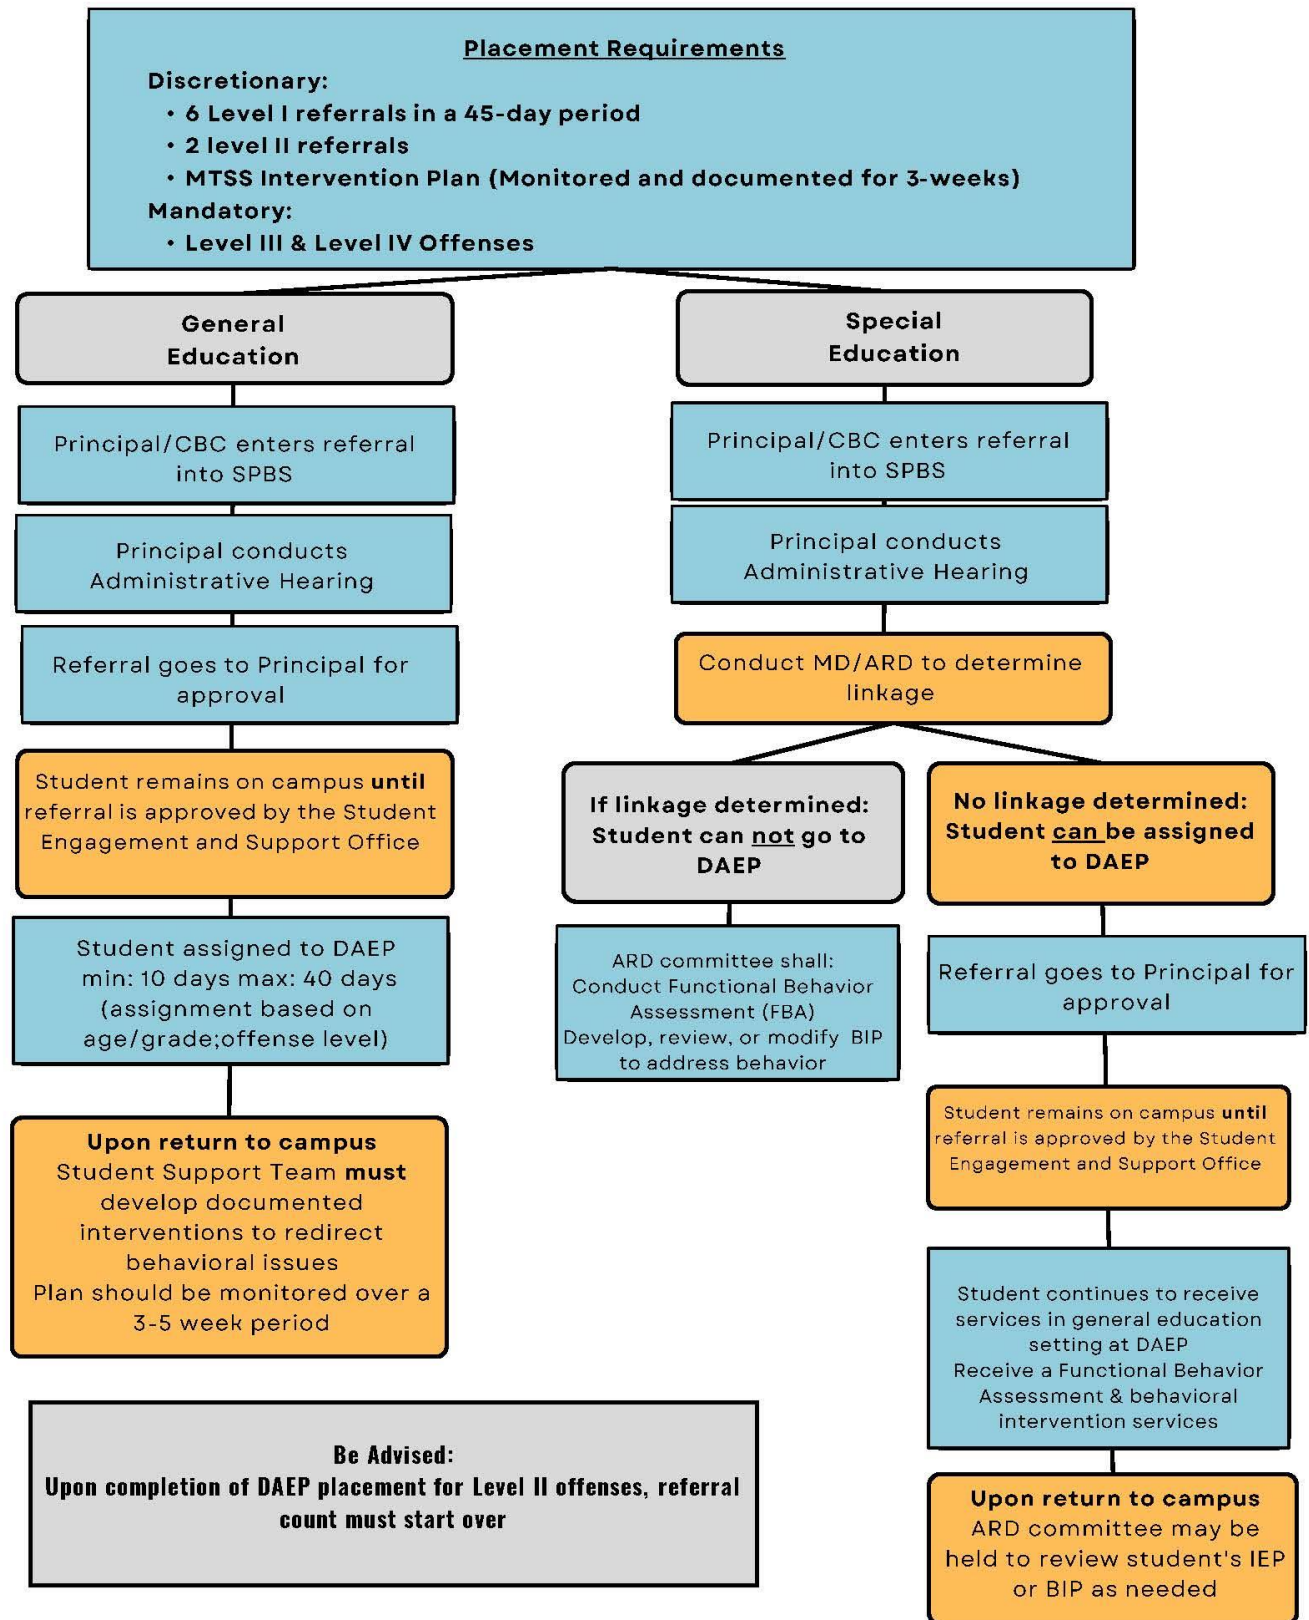 Placement Requirements
Discretionary:
• 6 Level I referrals in a 45-day period
• 2 level II referrals
• MTSS Intervention Plan (Monitored and documented for 3-weeks)
Mandatory:
• Level III & Level IV Offenses
General
Education
Principal/CBC enters referral
into SPBS
Principal conducts
Administrative Hearing
Referral goes to Principal for
approval
Student remains on campus until
referral is approved by the Student
Engagement and Support Office
Student assigned to DAEP
min: 10 days max: 40 days
(assignment based on
age/grade;offense level)
Upon return to campus
Student Support Team must
develop documented
interventions to redirect
behavioral issues
Plan should be monitored over a
3-5 week period
Special
Education
Principal/CBC enters referral
into SPBS
Principal conducts
Administrative Hearing
Conduct MD/ARD to determine
linkage
If linkage determined:
Student can not go to
DAEP
ARD committee shall:
Conduct Functional Behavior
Assessment (FBA)
Develop, review, or modify BIP
to address behavior
No linkage determined:
Student can be assigned
to DAEP
Referral goes to Principal for
approval
Student remains on campus until
referral is approved by the Student
Engagement and Support Office
Student continues to receive
services in general education
setting at DAEP
Receive a Functional Behavior
Assessment & behavioral
intervention services
Upon return to campus
ARD committee may be
held to review student's IEP
or BIP as needed
Be Advised:
Upon completion of DAEP placement for Level II offenses, referral
count must start over